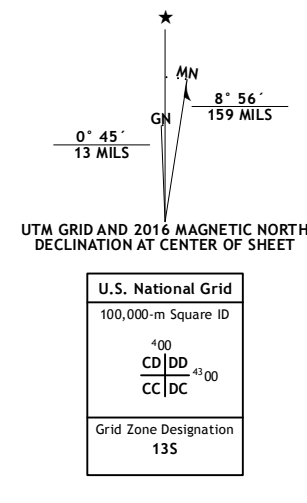 ★
MN
GN
8° 56´
159 MILS
0° 45´
13 MILS
UTM GRID AND 2016 MAGNETIC NORTH
DECLINATION AT CENTER OF SHEET
U.S. National Grid
100,000-m Square ID
⁴00
CD DD
⁴³00
CC DC
Grid Zone Designation
13S